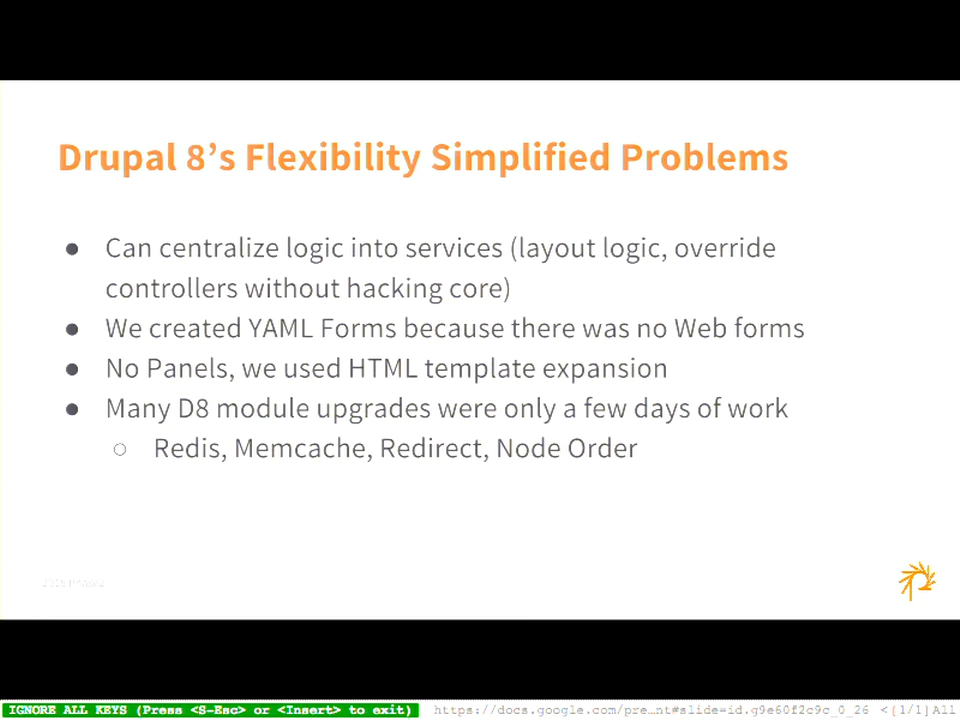 Drupal 8’s Flexibility Simplified Problems
● Can centralize logic into services (layout logic, override
controllers without hacking core)
● We created YAML Forms because there was no Web forms
● No Panels, we used HTML template expansion
● Many D8 module upgrades were only a few days of work
○ Redis, Memcache, Redirect, Node Order
IGNORE ALL KEYS (Press <S-Esc> or <Insert> to exit) https://docs.google.com/pre…nt#slide=id.g9e60f2c9c_0_26 <[1/1]All